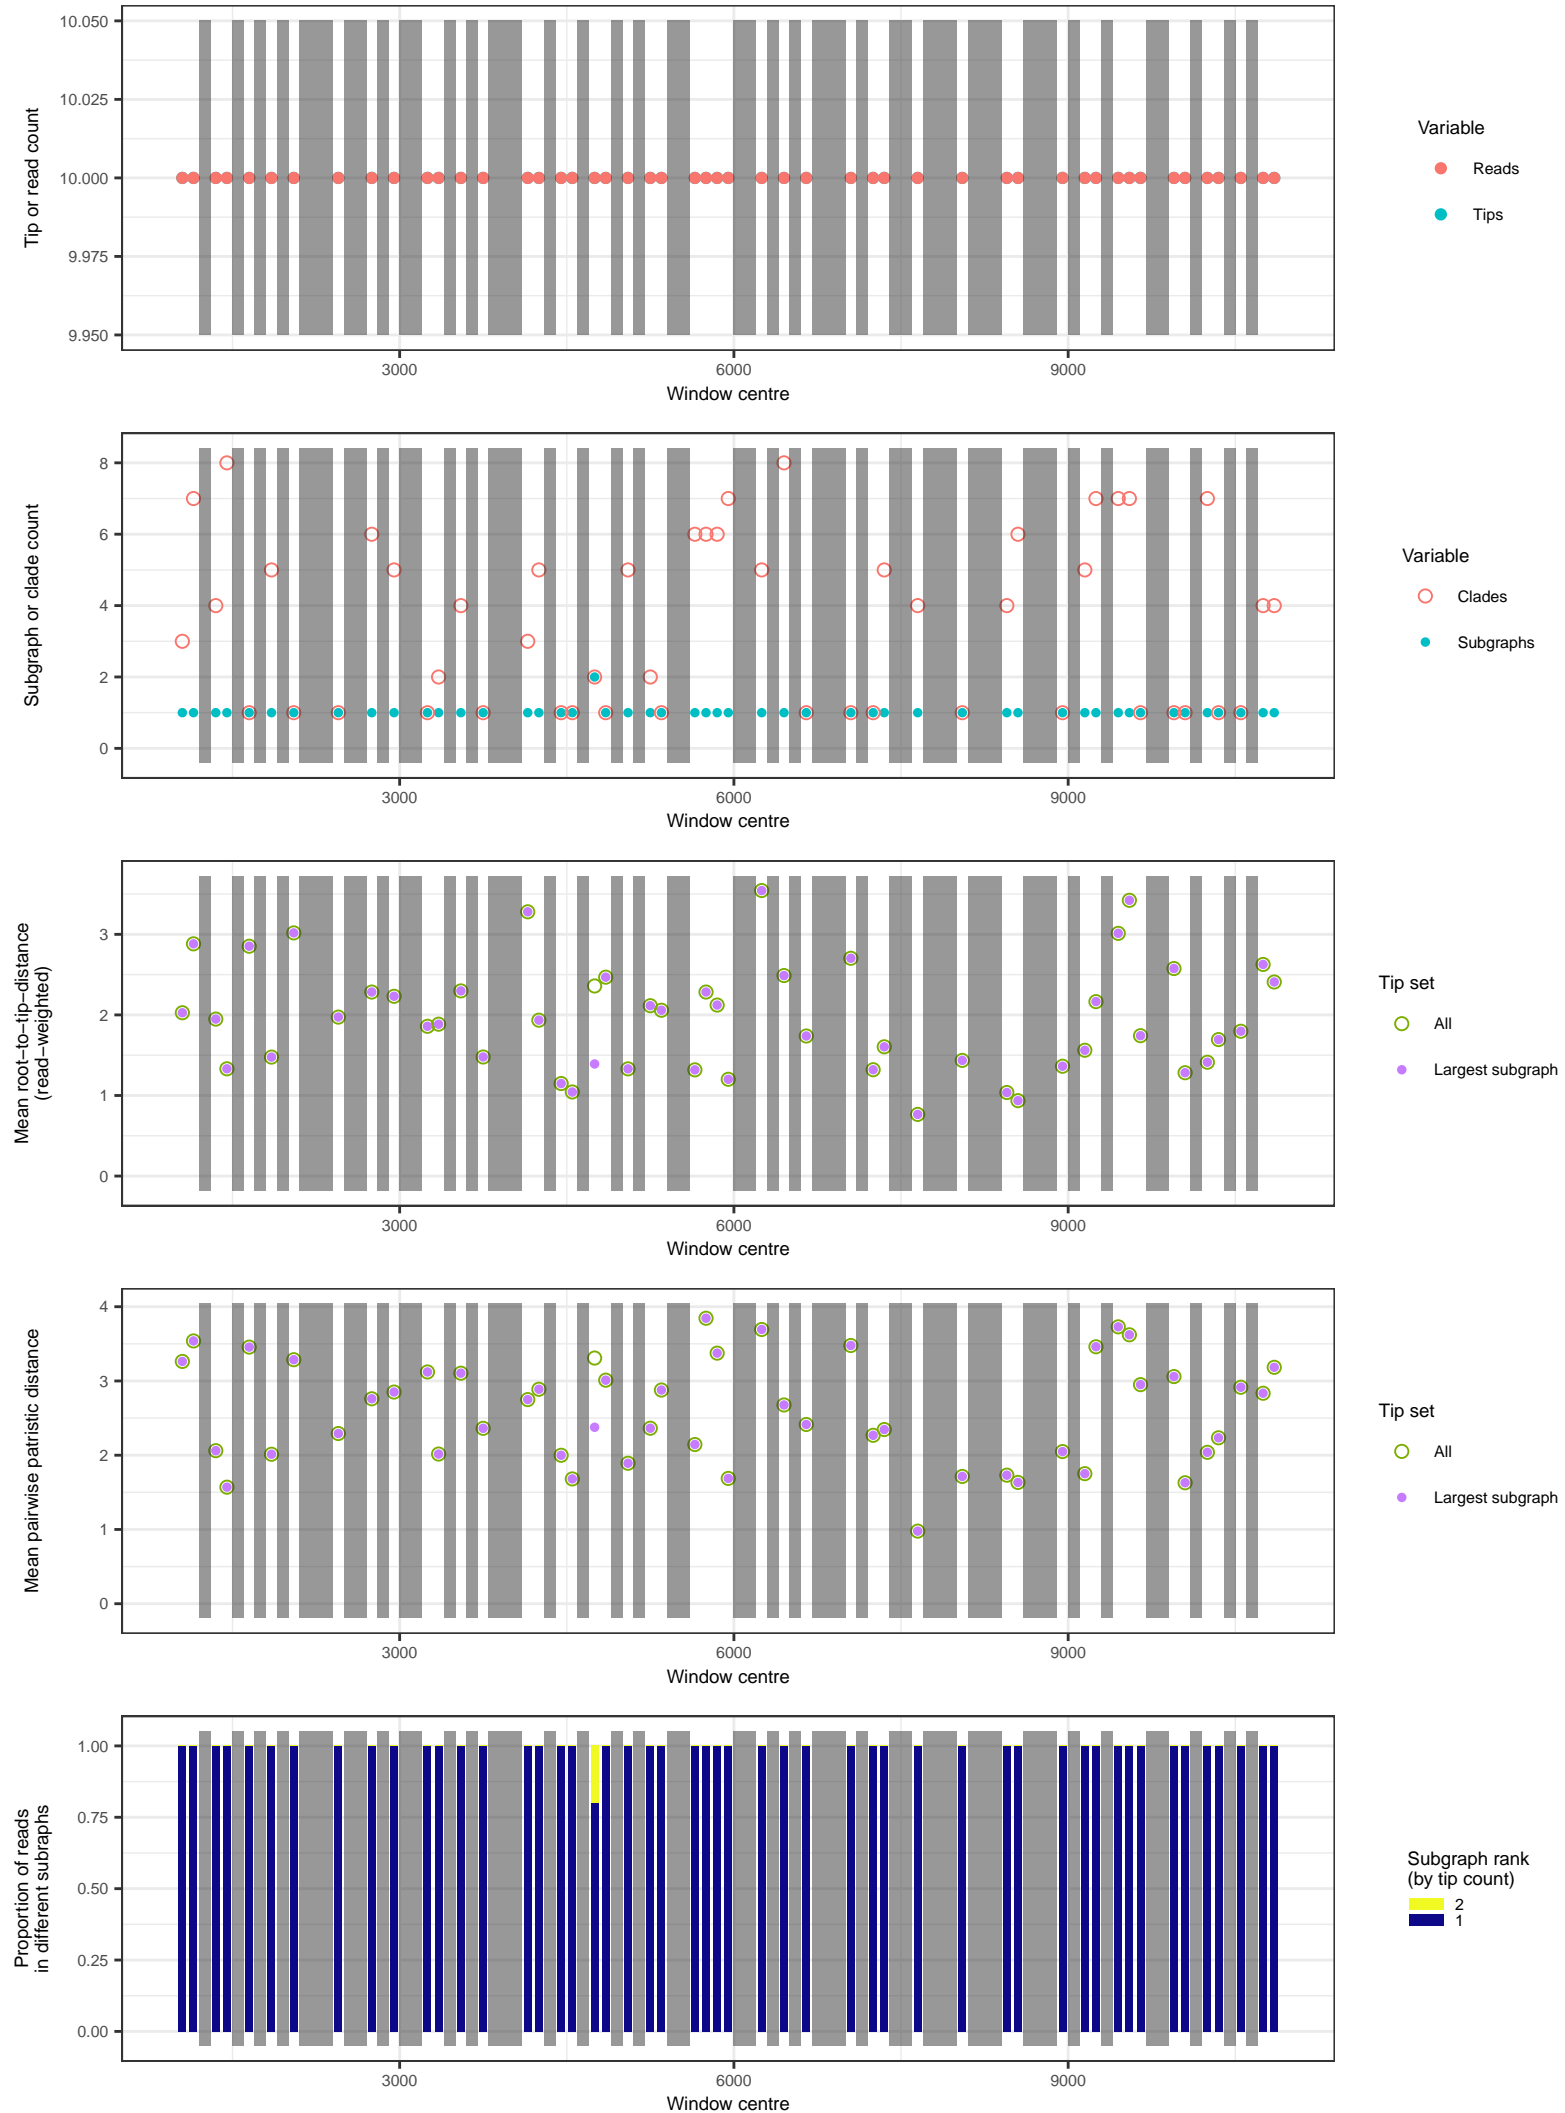 10.050
10.025
10.000
9.975
9.950
Tip or read count
3000
6000
9000
Window centre
Variable
Reads
Tips
8
6
4
2
0
Subgraph or clade count
3000
6000
9000
Window centre
Variable
Clades
Subgraphs
3
2
1
0
Mean root−to−tip−distance
(read−weighted)
3000
6000
9000
Window centre
Tip set
All
Largest subgraph
4
3
2
1
0
Mean pairwise patristic distance
3000
6000
9000
Window centre
Tip set
All
Largest subgraph
1.00
0.75
0.50
0.25
0.00
Proportion of reads
in different subraphs
3000
6000
9000
Window centre
Subgraph rank
(by tip count)
2
1